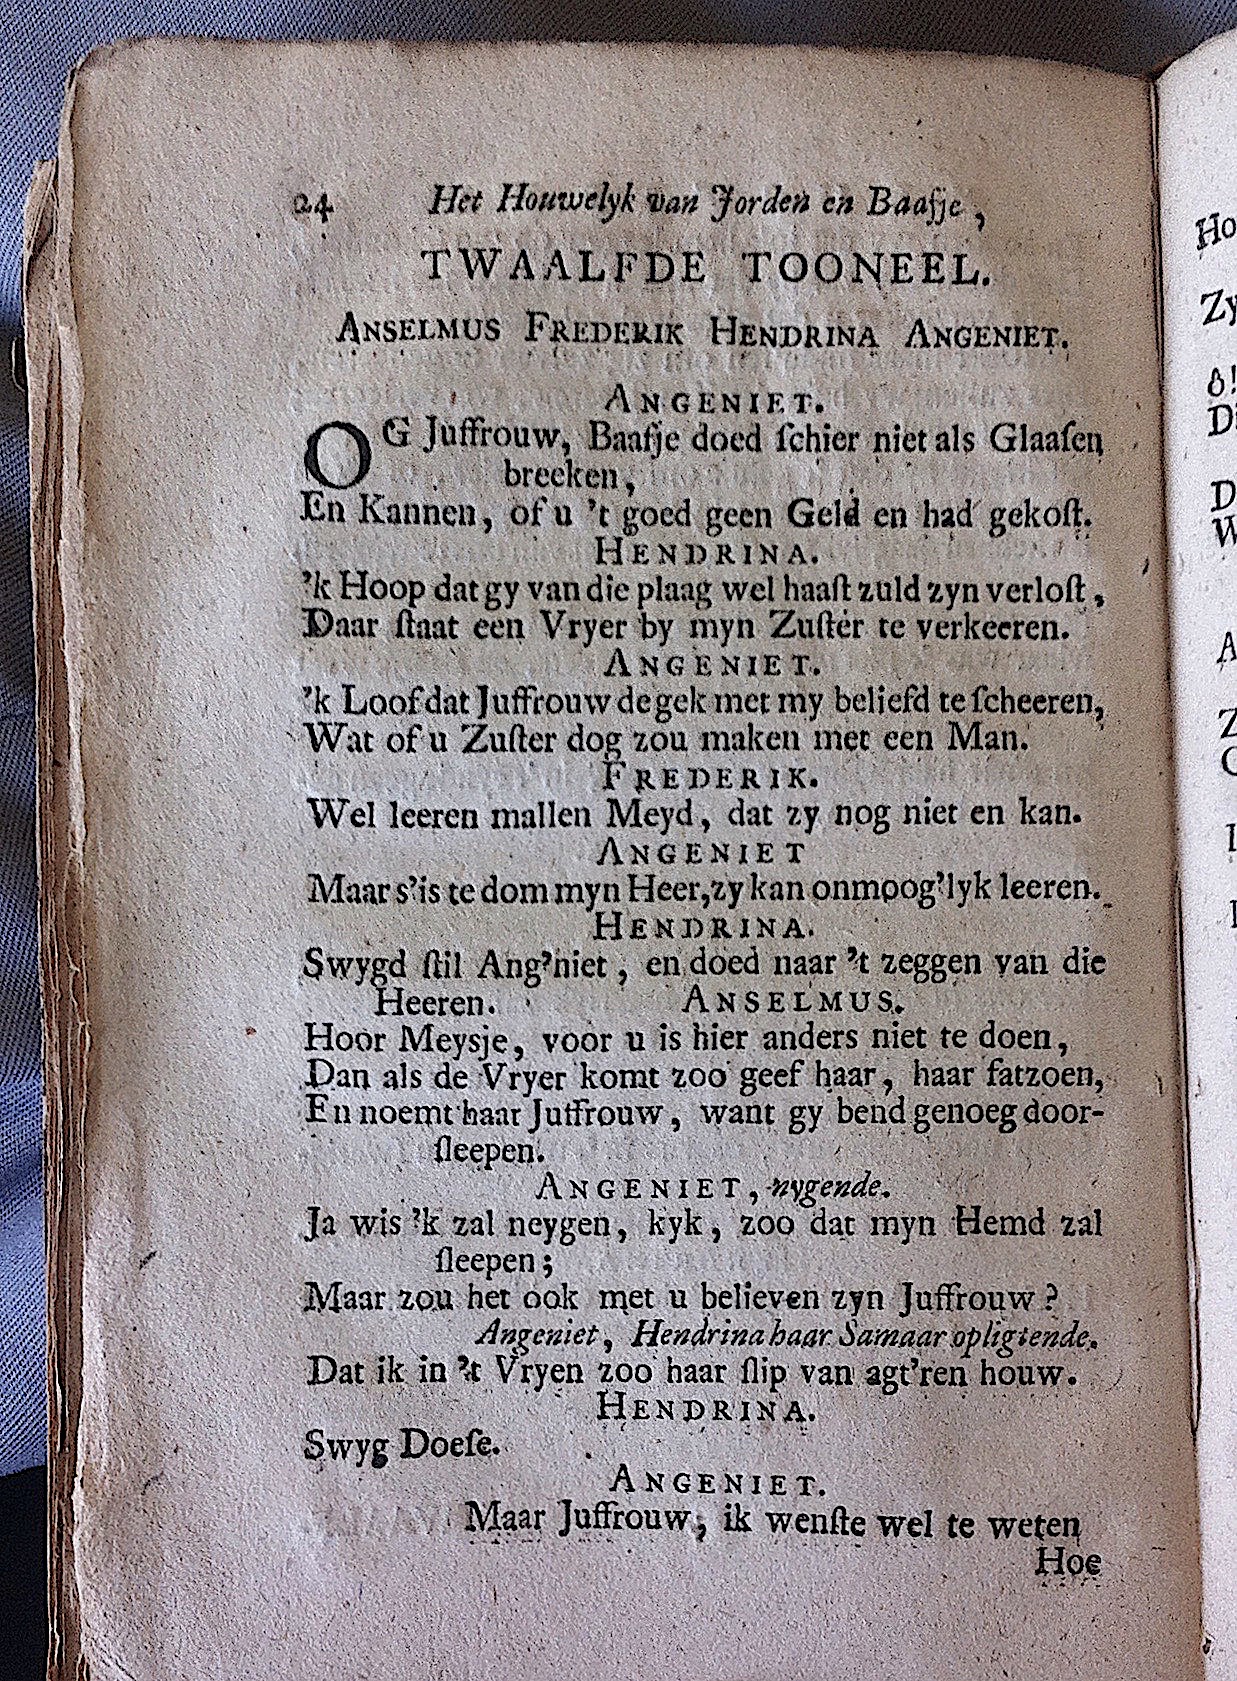 24 Het Houwelyk van Jorden en Baasje,
TWAALFDE TOONEEL.
ANSELMUS FREDERIK HENDRINA ANGENIET.
ANGENIET.
OG Juffrouw, Baaſje doed ſchier niet als Glaaſen
breeken,
En Kannen, of u 't goed geen Geld en had gekoſt.
HENDRINA.
'k Hoop dat gy van die plaag wel haaſt zuld zyn verloſt,
Daar ſtaat een Vryer by myn Zuſter te verkeeren.
ANGENIET.
'k Loof dat Juffrouw de gek met my beliefd te ſcheeren,
Wat of u Zuſter dog zou maken met een Man.
FREDERIK.
Wel leeren mallen Meyd, dat zy nog niet en kan.
ANGENIET
Maar s'is te dom myn Heer, zy kan onmoog'lyk leeren.
HENDRINA.
Swygd ſtil Ang'niet, en doed naar 't zeggen van die
Heeren. ANSELMUS.
Hoor Meysje, voor u is hier anders niet te doen,
Dan als de Vryer komt zoo geef haar, haar fatzoen,
En noemt haar Juffrouw, want gy bend genoeg door-
ſleepen.
ANGENIET, nygende.
Ja wis 'k zal neygen, kyk, zoo dat myn Hemd zal
ſleepen;
Maar zou het ook met u believen zyn Juffrouw?
Angeniet, Hendrina haar Samaar opligtende.
Dat ik in 't Vryen zoo haar ſlip van agt'ren houw.
HENDRINA.
Swyg Doeſe.
ANGENIET.
Maar Juffrouw, ik wenſte wel te weten
Hoe
Ho
Zy
ô!
Di
D
W
A
Z